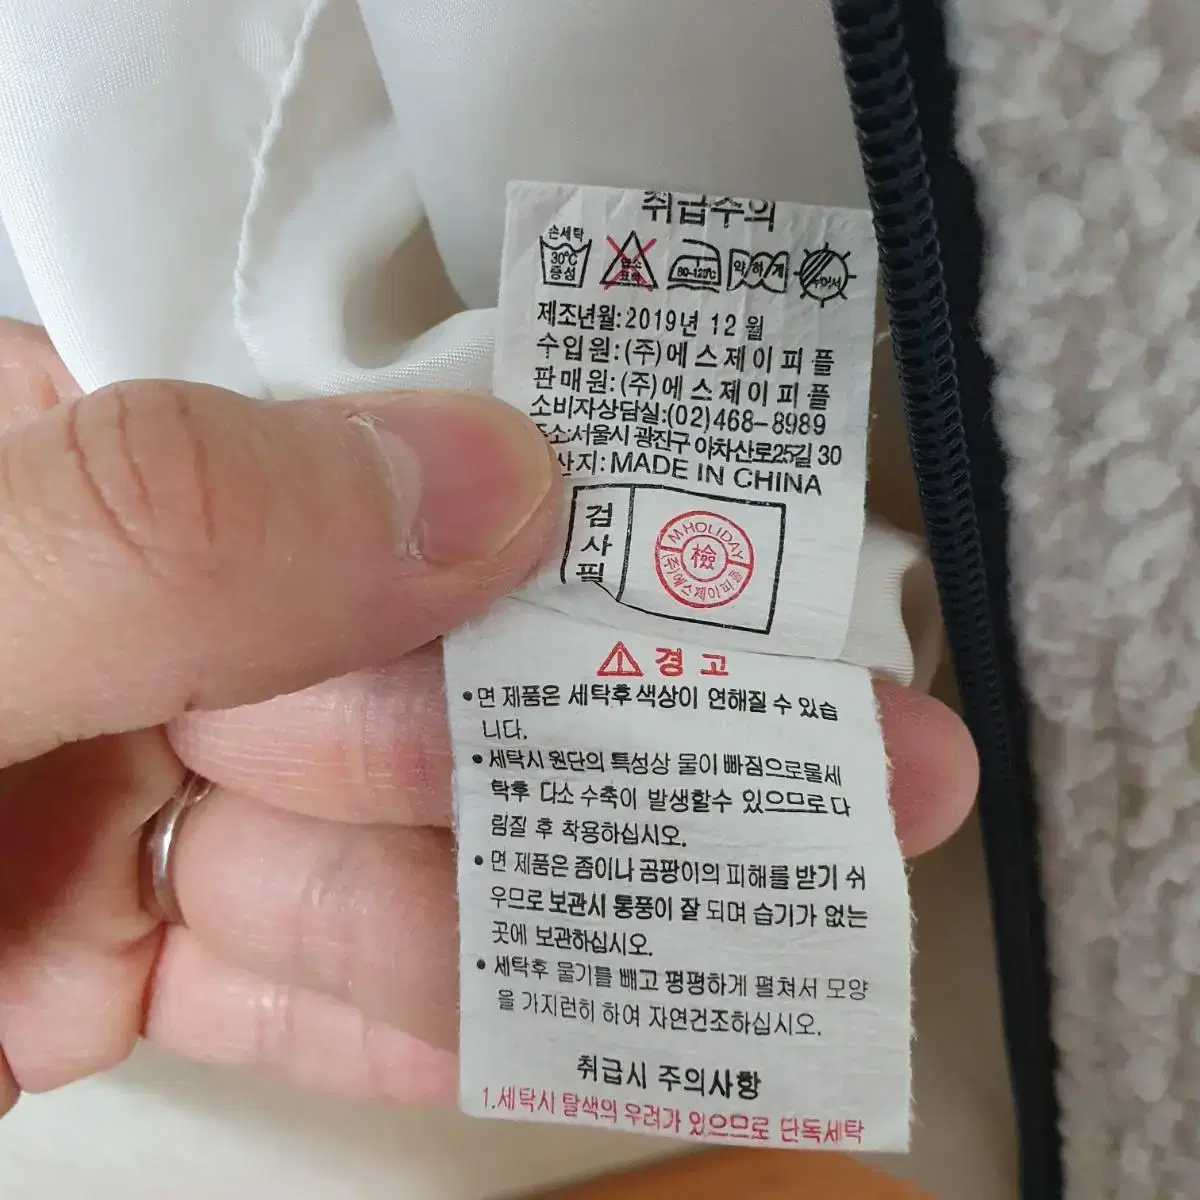 취급주의
손세탁
30℃
중성
염소
표백
80-120℃
약하게
뉘어서
제조년월:2019년 12월
수입원:(주)에스제이피플
판매원:(주)에스제이피플
소비자상담실:(02)468-8989
주소:서울시 광진구 아차산로25길 30
산지: MADE IN CHINA
검사필
M·HOLIDAY
檢
(주)에스제이피플
경고
•면 제품은 세탁후 색상이 연해질 수 있습
니다.
•세탁시 원단의 특성상 물이 빠짐으로물세
탁후 다소 수축이 발생할수 있으므로 다
림질 후 착용하십시오.
•면 제품은 좀이나 곰팡이의 피해를 받기 쉬
우므로 보관시 통풍이 잘 되며 습기가 없는
곳에 보관하십시오.
•세탁후 물기를 빼고 평평하게 펼쳐서 모양
을 가지런히 하여 자연건조하십시오.
취급시 주의사항
1.세탁시 탈색의 우려가 있으므로 단독세탁